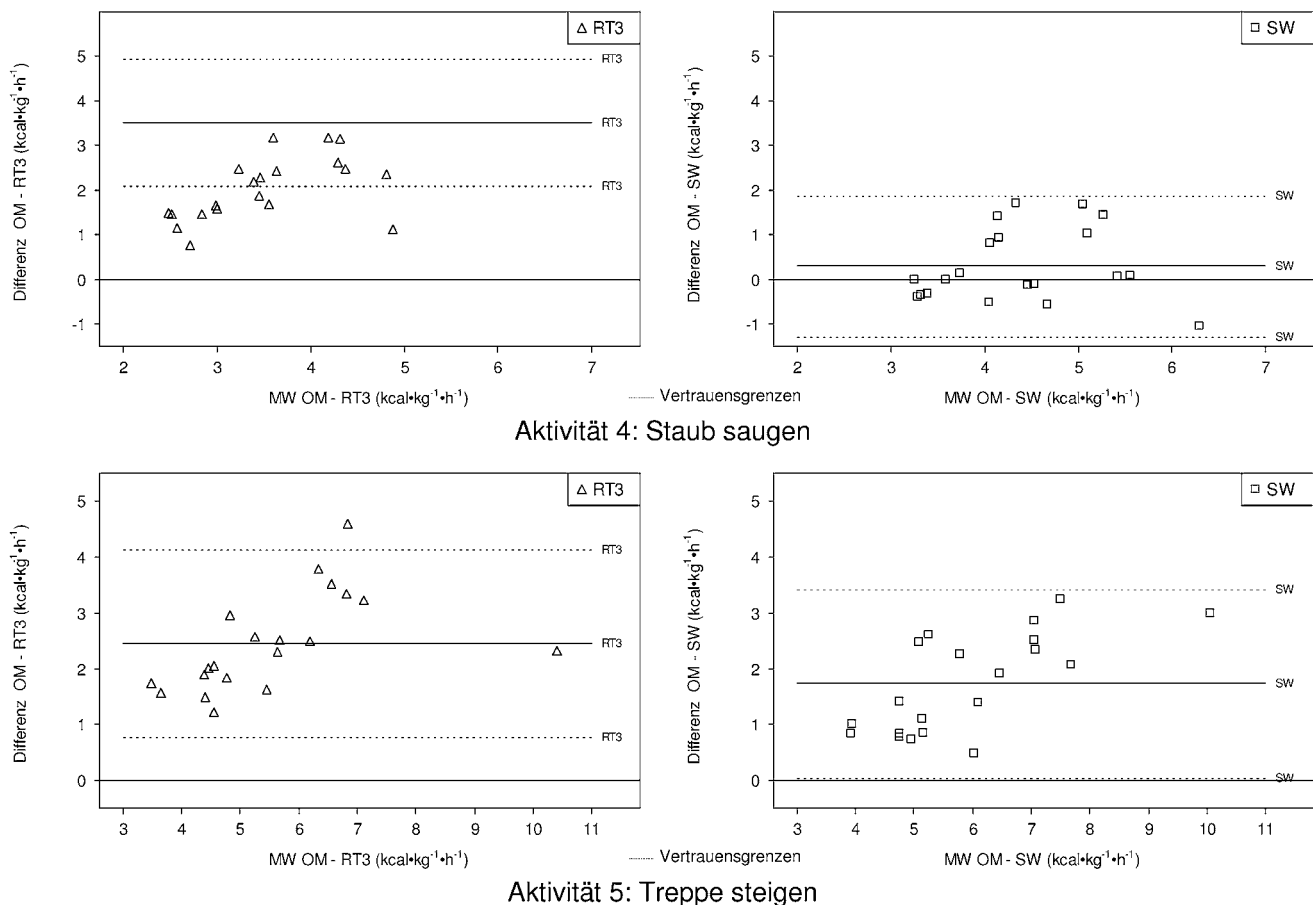 △ RT3
Differenz OM - RT3 (kcal•kg⁻¹•h⁻¹)
5
4
3
2
1
0
-1
RT3
RT3
RT3
2 3 4 5 6 7
MW OM - RT3 (kcal•kg⁻¹•h⁻¹)
□ SW
Differenz OM - SW (kcal•kg⁻¹•h⁻¹)
5
4
3
2
1
0
-1
SW
SW
SW
2 3 4 5 6 7
MW OM - SW (kcal•kg⁻¹•h⁻¹)
Vertrauensgrenzen
Aktivität 4: Staub saugen
△ RT3
Differenz OM - RT3 (kcal•kg⁻¹•h⁻¹)
5
4
3
2
1
0
RT3
RT3
RT3
3 4 5 6 7 8 9 10 11
MW OM - RT3 (kcal•kg⁻¹•h⁻¹)
□ SW
Differenz OM - SW (kcal•kg⁻¹•h⁻¹)
5
4
3
2
1
0
SW
SW
SW
3 4 5 6 7 8 9 10 11
MW OM - SW (kcal•kg⁻¹•h⁻¹)
Vertrauensgrenzen
Aktivität 5: Treppe steigen